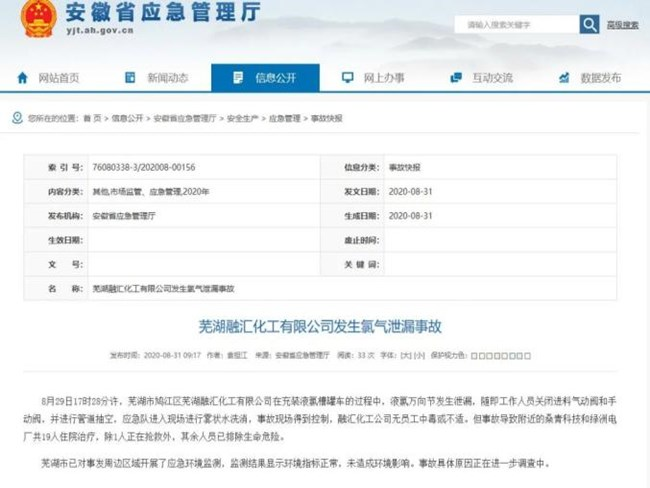 安徽省应急管理厅
yjt.ah.gov.cn
请输入搜索关键字
高级搜索
网站首页 新闻动态 信息公开 网上办事 互动交流 数据发布
您所在的位置：首 页 > 信息公开 > 安徽省应急管理厅 > 安全生产 > 应急管理 > 事故快报
索 引 号： 76080338-3/202008-00156 信息分类： 事故快报
内容分类： 其他,市场监管、应急管理,2020年 发文日期： 2020-08-31
发布机构： 安徽省应急管理厅 生成日期： 2020-08-31
生效日期： 废止时间：
文 号： 关 键 词：
名 称： 芜湖融汇化工有限公司发生氯气泄漏事故
芜湖融汇化工有限公司发生氯气泄漏事故
发布时间：2020-08-31 09:17 作者： 来源：安徽省应急管理厅 阅读：33 次 字体：[大] [小] 保护视力色：
8月29日17时28分许，芜湖市鸠江区芜湖融汇化工有限公司在充装液氯槽罐车的过程中，液氯万向节发生泄漏，随即工作人员关闭进料气动阀和手
动阀，并进行管道抽空，应急队进入现场进行雾状水洗消，事故现场得到控制，融汇化工公司无员工中毒或不适。但事故导致附近的桑青科技和绿洲电
厂共19人住院治疗，除1人正在抢救外，其余人员已排除生命危险。
芜湖市已对事发周边区域开展了应急环境监测，监测结果显示环境指标正常，未造成环境影响。事故具体原因正在进一步调查中。